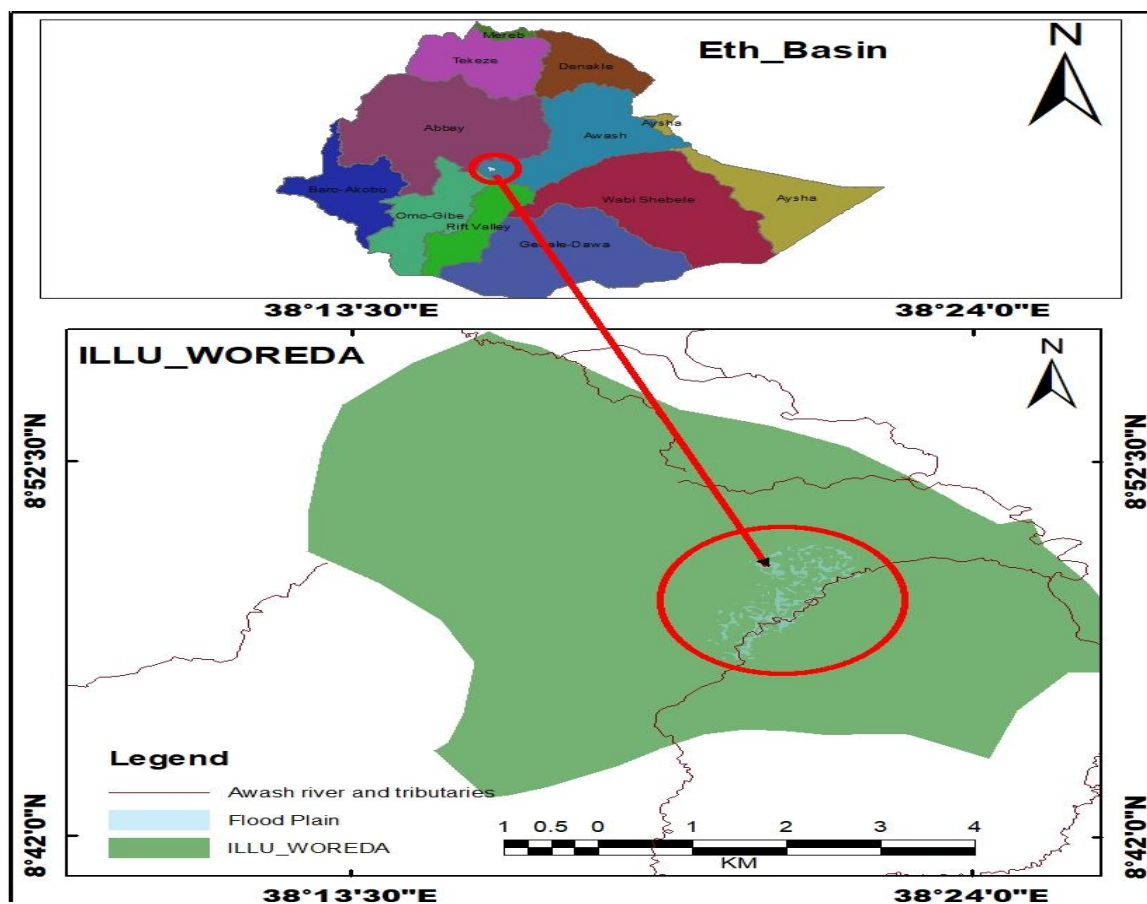 Eth_Basin
N
Mereb
Tekeze
Denakle
Abbay
Awash
Aysha
Baro-Akobo
Omo-Gibe
Rift Valley
Wabi Shebele
Aysha
38°13'30"E
38°24'0"E
ILLU_WOREDA
N
8°52'30"N
8°52'30"N
Legend
Awash river and tributaries
Flood Plain
ILLU_WOREDA
1 0.5 0 1 2 3 4
KM
8°42'0"N
8°42'0"N
38°13'30"E
38°24'0"E